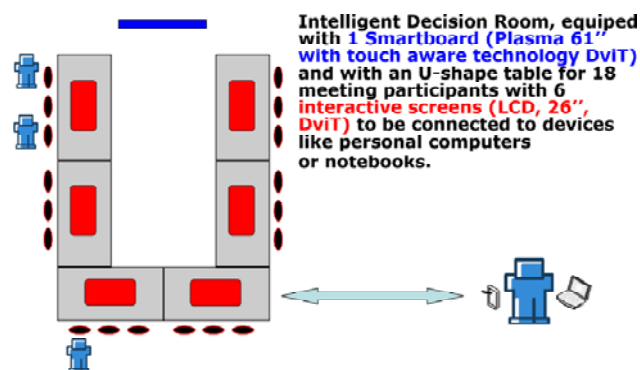 Intelligent Decision Room, equiped
with 1 Smartboard (Plasma 61''
with touch aware technology DviT)
and with an U-shape table for 18
meeting participants with 6
interactive screens (LCD, 26'',
DviT) to be connected to devices
like personal computers
or notebooks.